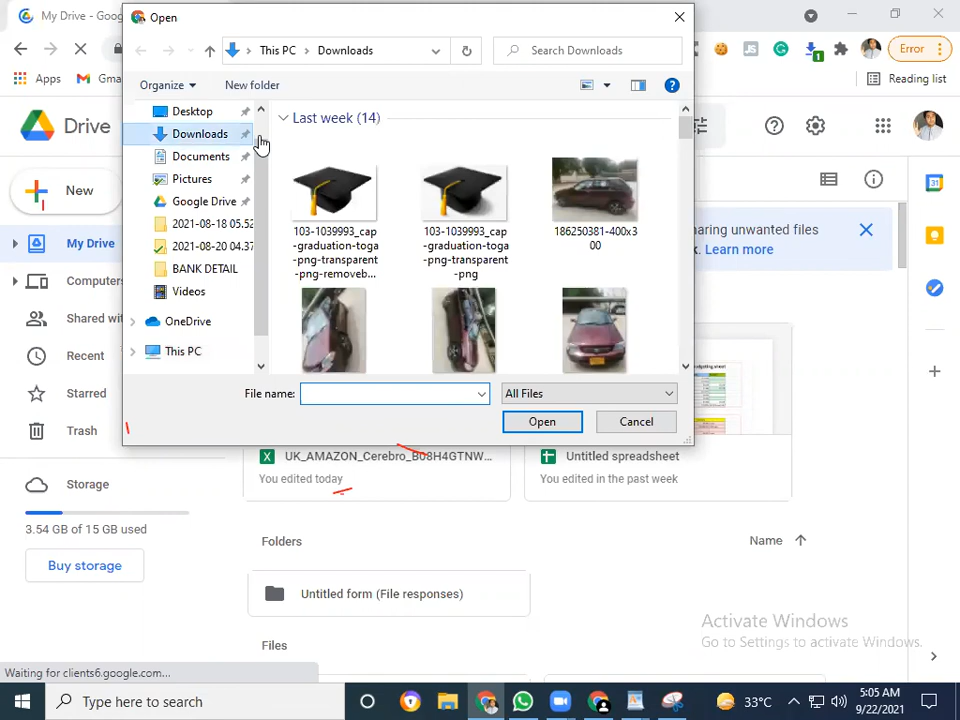 My Drive - Goog
Open
This PC
Downloads
Search Downloads
Error
Apps
Gma
Reading list
Organize
New folder
Drive
Desktop
Downloads
Documents
Pictures
Google Drive
2021-08-18 05.52
2021-08-20 04.37
BANK DETAIL
Videos
OneDrive
This PC
Last week (14)
103-1039993_cap
-graduation-toga
-png-transparent
-png-removeb...
103-1039993_cap
-graduation-toga
-png-transparent
-png
186250381-400x3
00
File name:
All Files
Open
Cancel
New
My Drive
Computers
Shared wit
Recent
Starred
Trash
Storage
3.54 GB of 15 GB used
Buy storage
haring unwanted files
k. Learn more
UK_AMAZON_Cerebro_B08H4GTNW...
You edited today
Untitled spreadsheet
You edited in the past week
Folders
Name
Untitled form (File responses)
Files
Activate Windows
Go to Settings to activate Windows.
Waiting for clients6.google.com...
Type here to search
33°C
5:05 AM
9/22/2021